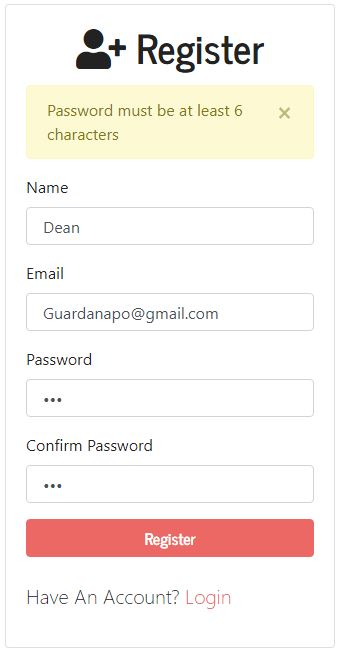 Register
Password must be at least 6
characters
×
Name
Dean
Email
Guardanapo@gmail.com
Password
•••
Confirm Password
•••
Register
Have An Account? Login